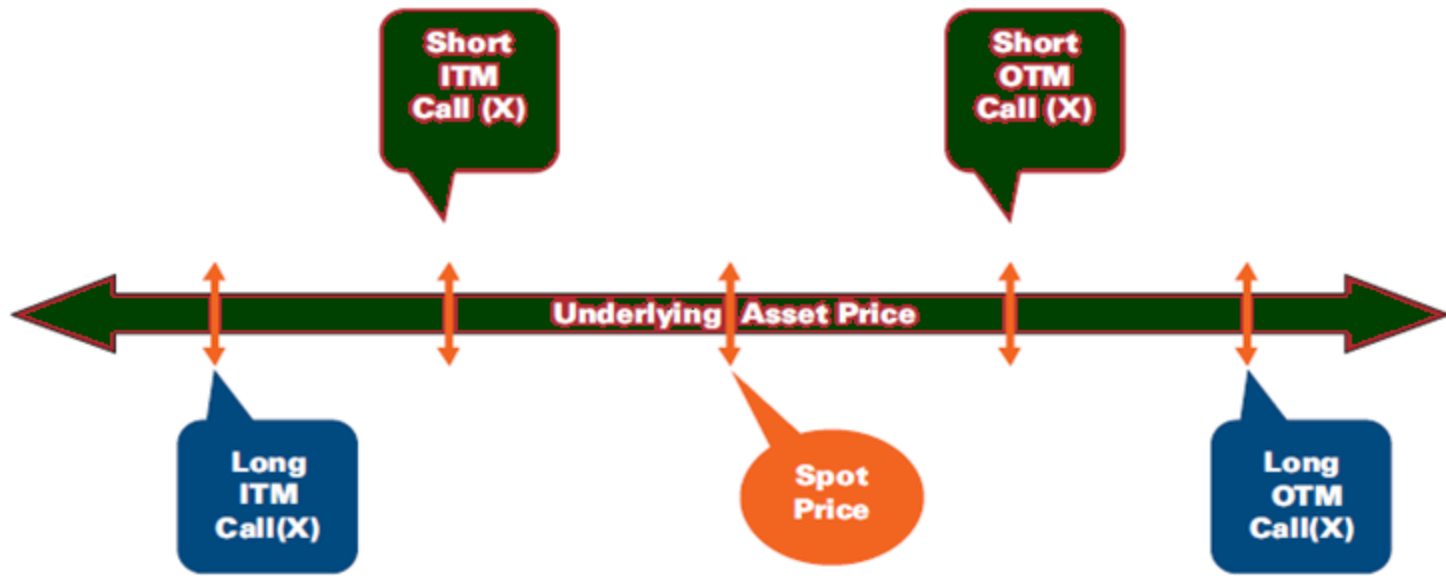 Short
ITM
Call (X)
Short
OTM
Call (X)
Underlying Asset Price
Long
ITM
Call(X)
Spot
Price
Long
OTM
Call(X)